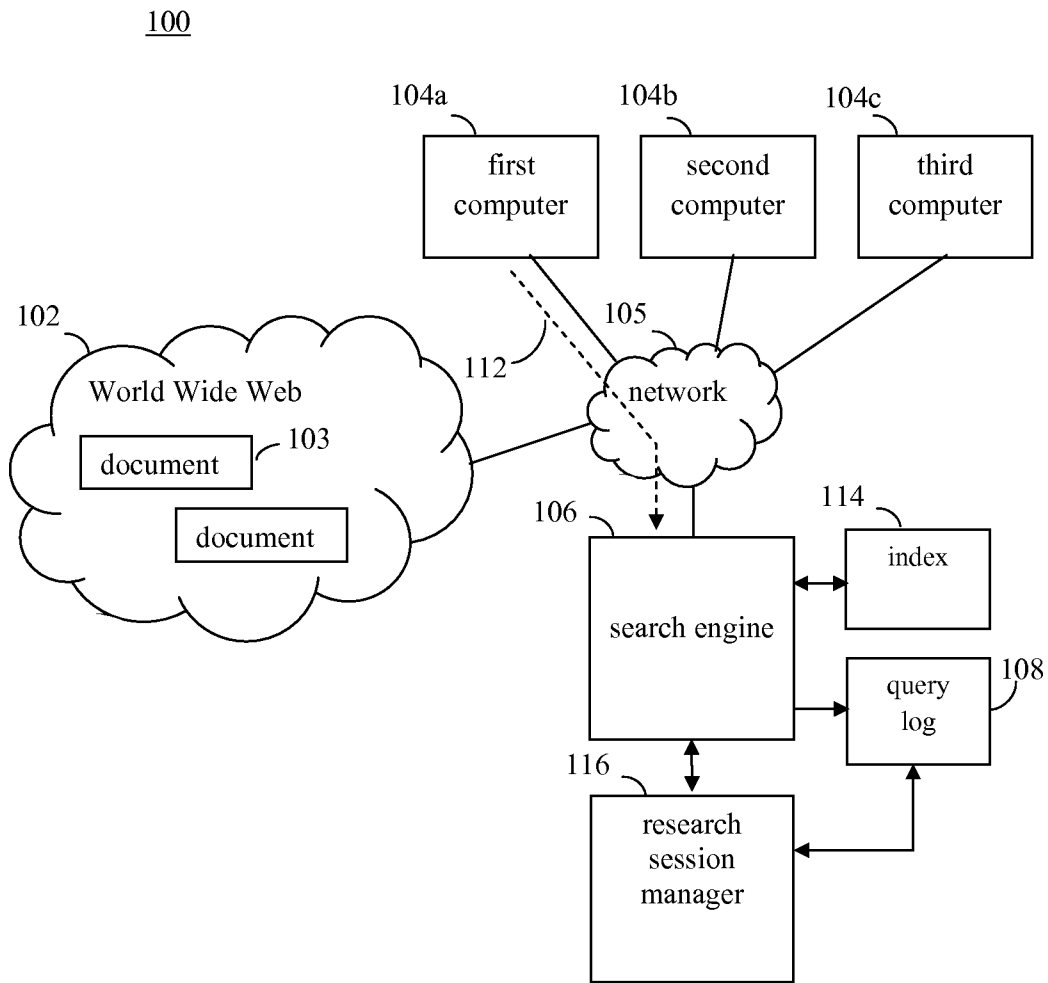 100
104a
104b
104c
first
computer
second
computer
third
computer
102
105
112
World Wide Web
network
103
document
document
106
114
index
search engine
108
query
log
116
research
session
manager